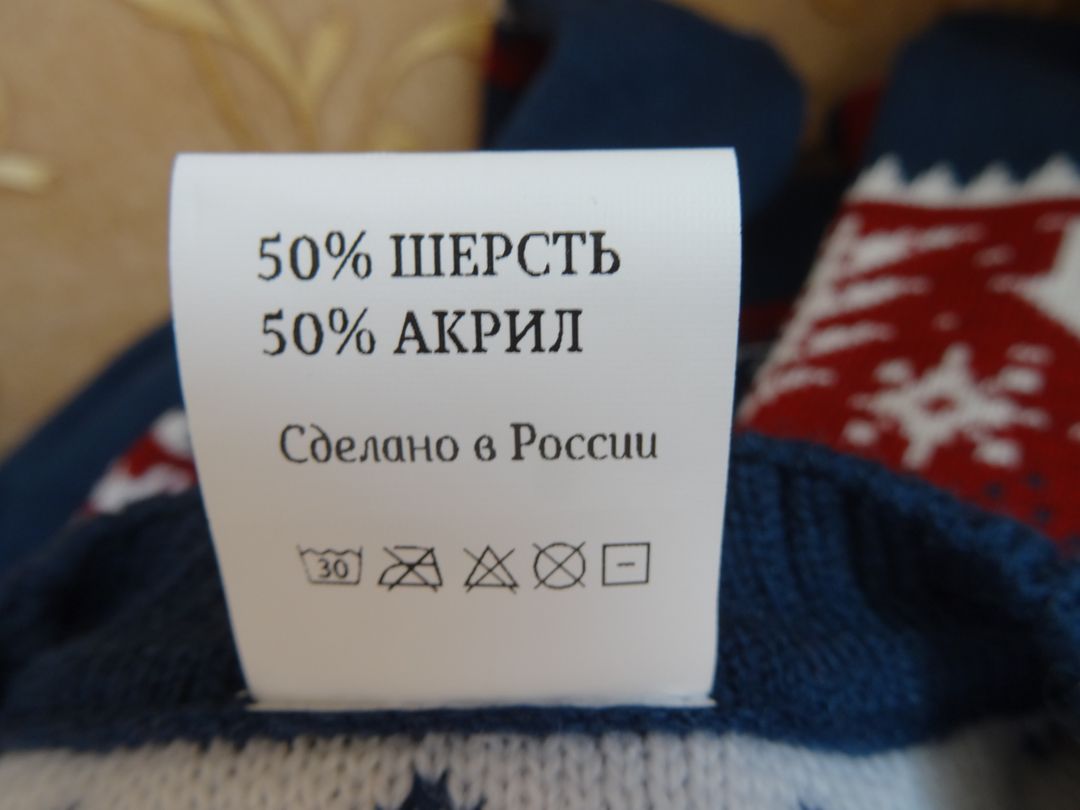 50% ШЕРСТЬ
50% АКРИЛ
Сделано в России
30